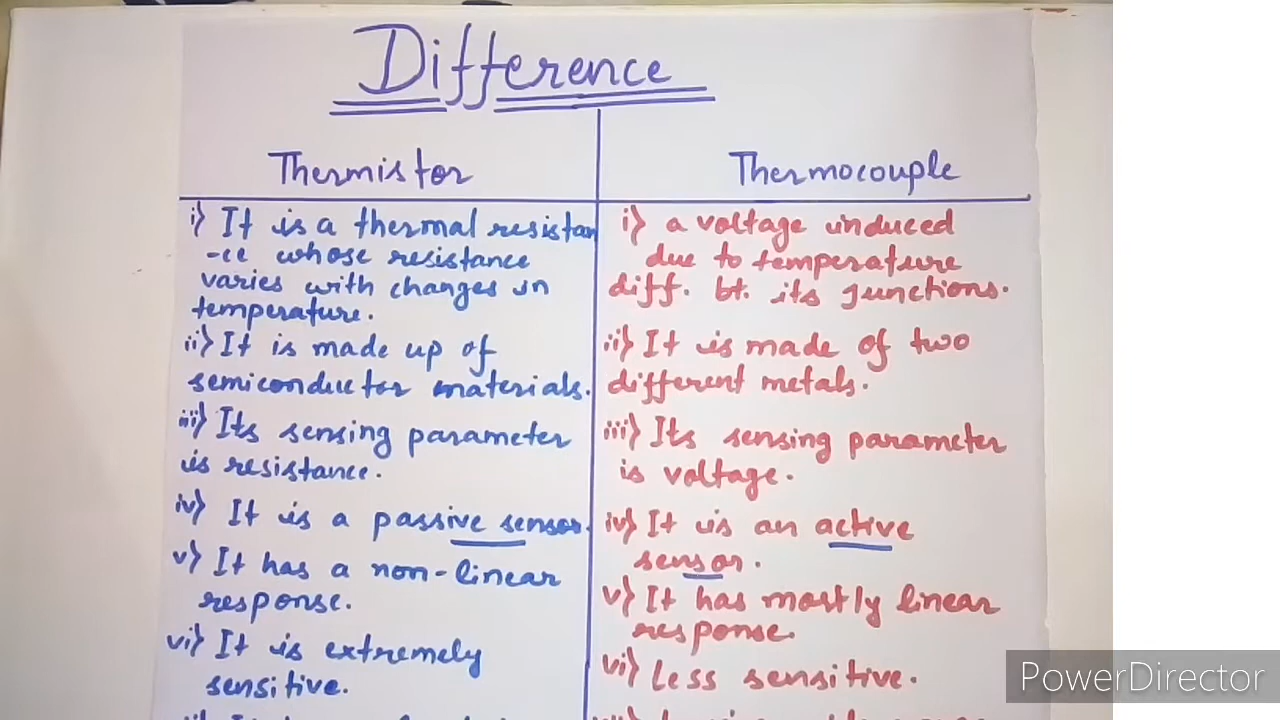 Difference
Thermistor
i) It is a thermal resistan
-ce whose resistance
varies with changes in
temperature.
ii) It is made up of
semiconductor materials.
iii) Its sensing parameter
is resistance.
iv) It is a passive sensor.
v) It has a non-linear
response.
vi) It is extremely
sensitive.
Thermocouple
i) a voltage induced
due to temperature
diff. bt. its junctions.
ii) It is made of two
different metals.
iii) Its sensing parameter
is voltage.
iv) It is an active
sensor.
v) It has mostly linear
response.
vi) less sensitive.
PowerDirector